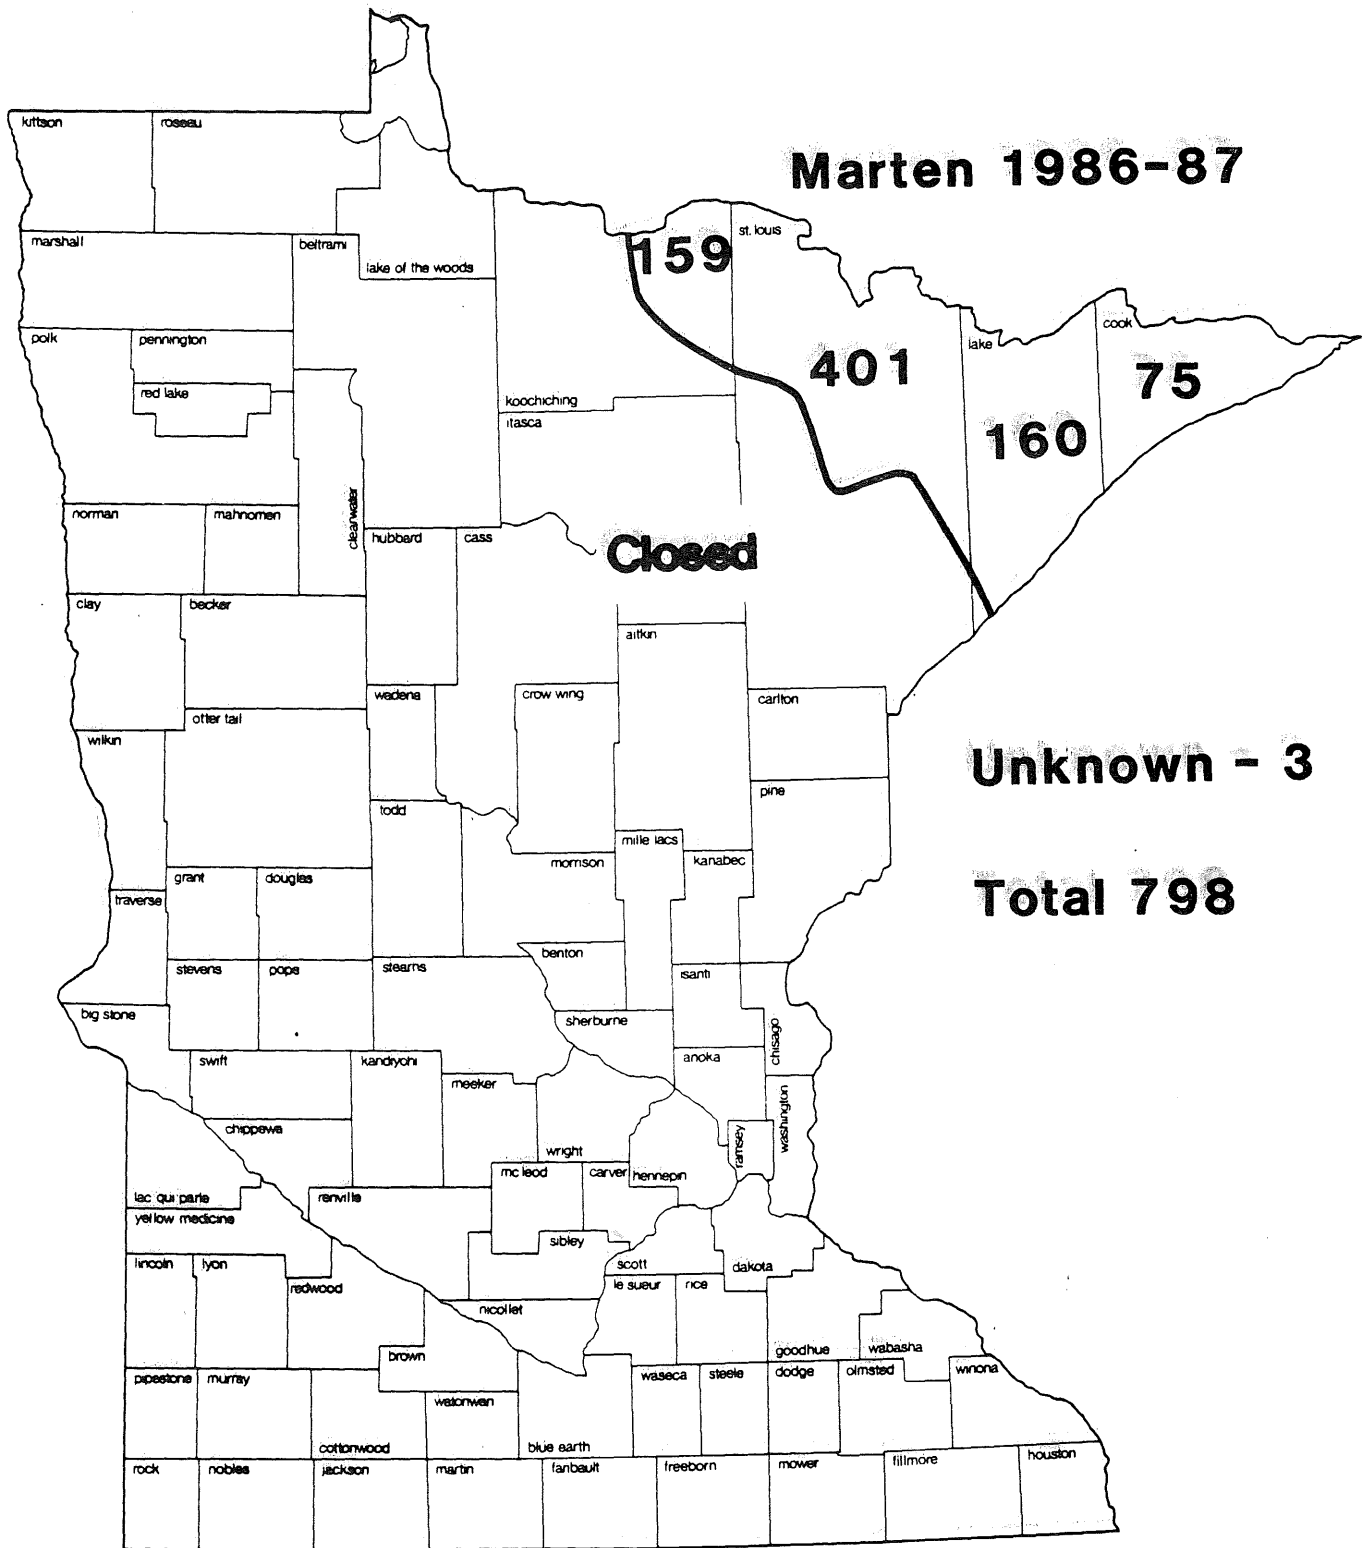 kittson
roseau
Marten 1986-87
marshall
beltrami
lake of the woods
159
st. louis
polk
pennington
red lake
koochiching
itasca
401
lake
cook
75
160
norman
mahnomen
clearwater
hubbard
cass
Closed
clay
becker
aitkin
wadena
crow wing
carlton
otter tail
wilkin
Unknown - 3
todd
pine
mille lacs
morrison
kanabec
grant
douglas
traverse
Total 798
stevens
pope
stearns
benton
isanti
big stone
sherburne
chisago
swift
kandiyohi
meeker
anoka
washington
chippewa
wright
ramsey
mc leod
carver
hennepin
lac qui parle
renville
yellow medicine
sibley
lincoln
lyon
redwood
scott
dakota
le sueur
rice
nicollet
brown
goodhue
wabasha
pipestone
murray
waseca
steele
dodge
olmsted
winona
watonwan
cottonwood
blue earth
rock
nobles
jackson
martin
faribault
freeborn
mower
fillmore
houston